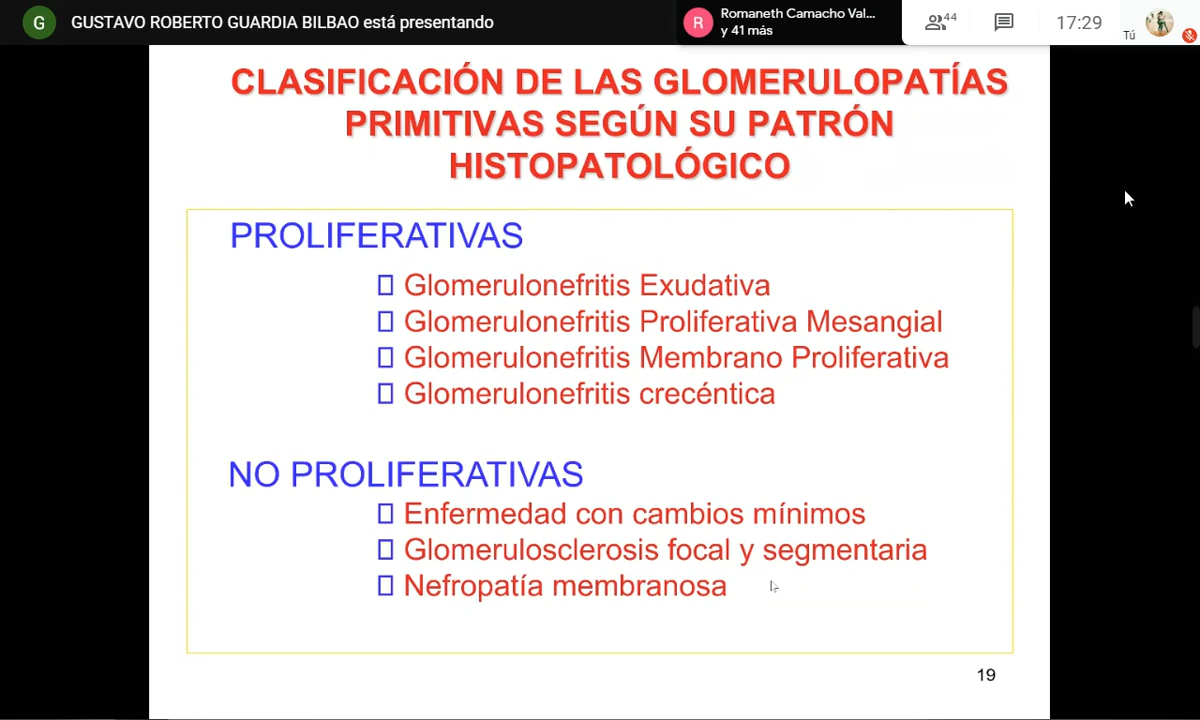 G GUSTAVO ROBERTO GUARDIA BILBAO está presentando
R Romaneth Camacho Val...
y 41 más
44
17:29
Tú
CLASIFICACIÓN DE LAS GLOMERULOPATÍAS
PRIMITIVAS SEGÚN SU PATRÓN
HISTOPATOLÓGICO
PROLIFERATIVAS
Glomerulonefritis Exudativa
Glomerulonefritis Proliferativa Mesangial
Glomerulonefritis Membrano Proliferativa
Glomerulonefritis crecéntica
NO PROLIFERATIVAS
Enfermedad con cambios mínimos
Glomerulosclerosis focal y segmentaria
Nefropatía membranosa
19